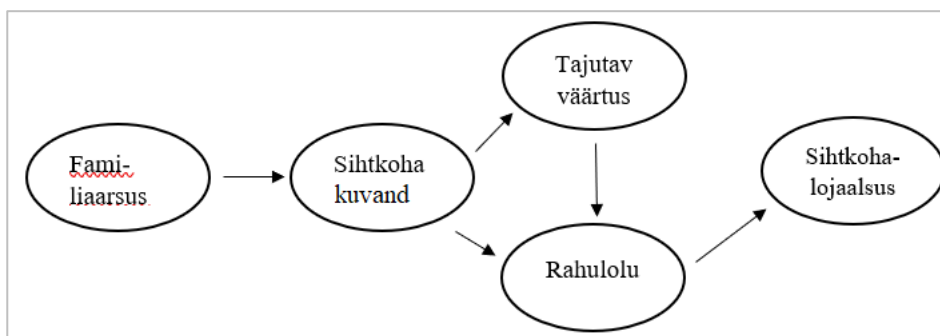 Fami-
liaarsus
Sihtkoha
kuvand
Tajutav
väärtus
Rahulolu
Sihtkoha-
lojaalsus